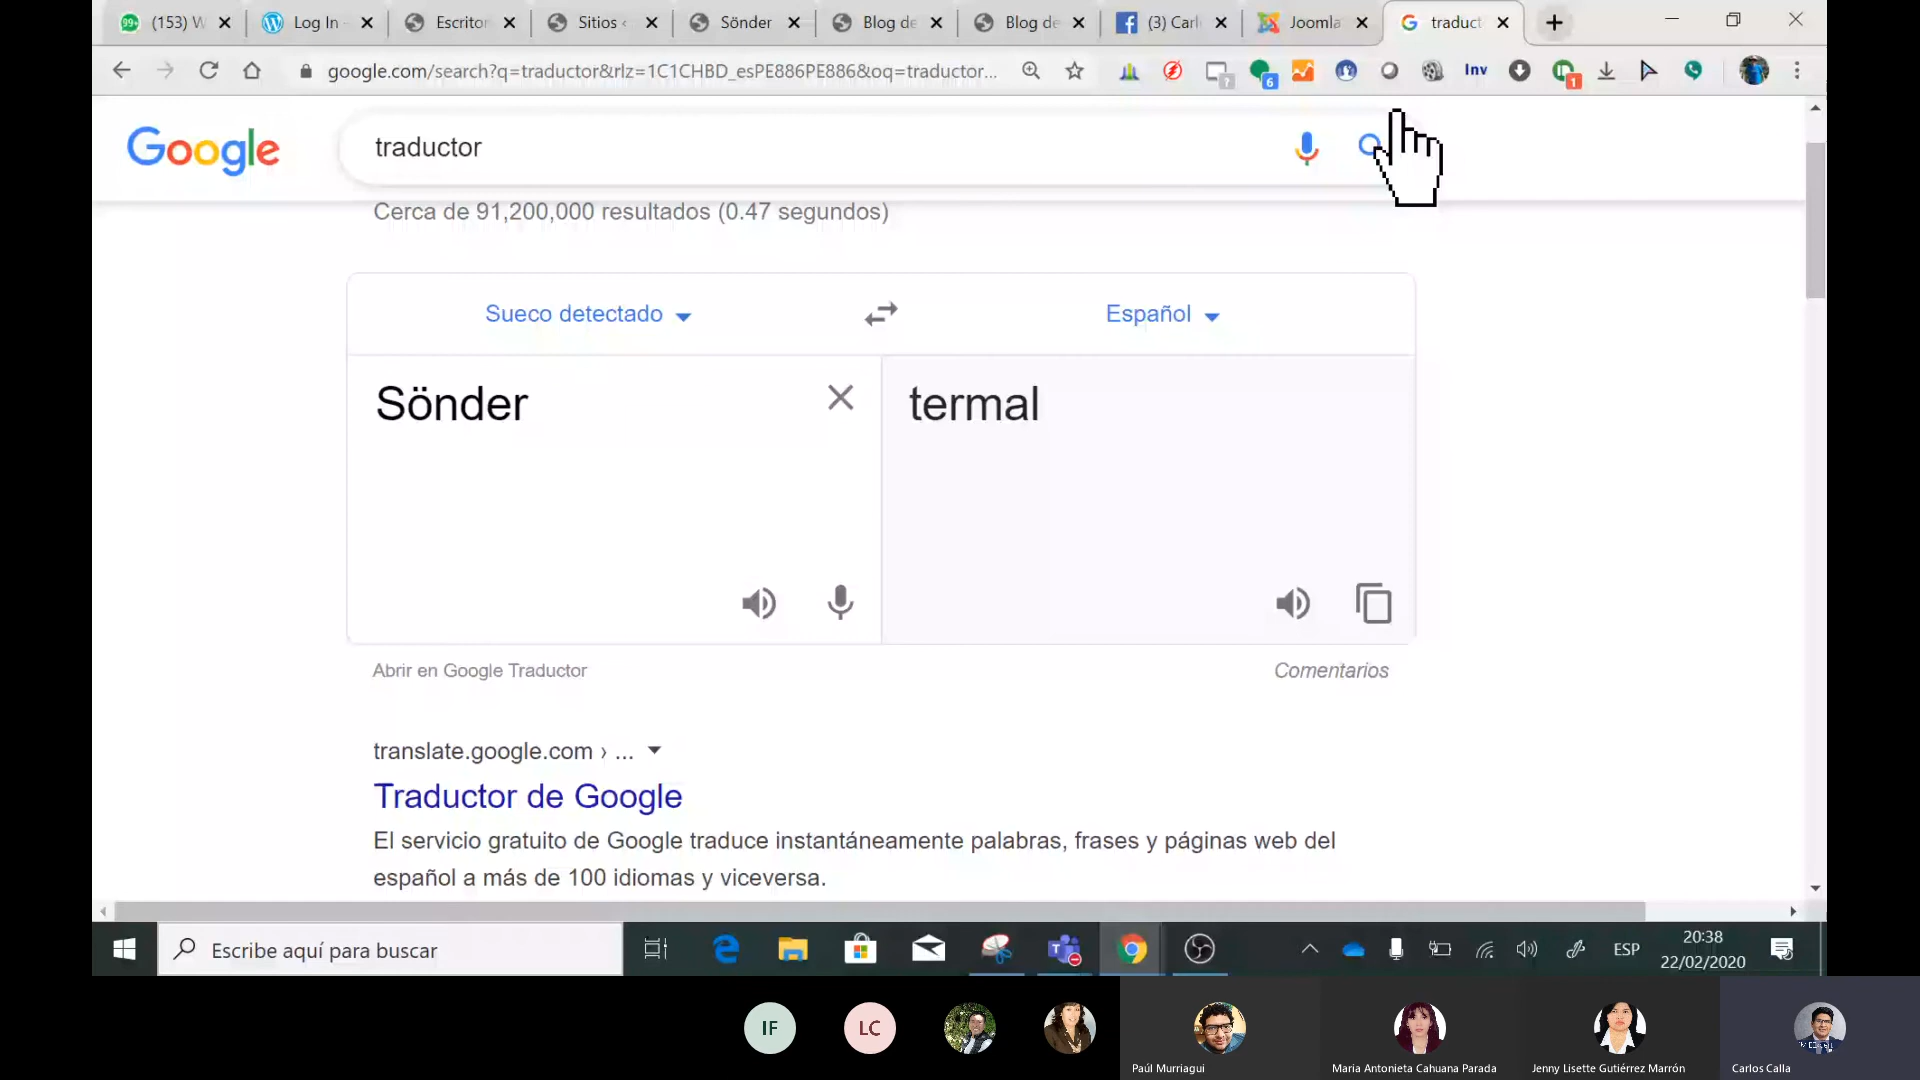 (153) W
Log In -
Escritor
Sitios ‹
Sönder
Blog de
Blog de
(3) Carl
Joomla
traduct
google.com/search?q=traductor&rlz=1C1CHBD_esPE886PE886&oq=traductor...
6
Inv
1
Google
traductor
Cerca de 91,200,000 resultados (0.47 segundos)
Sueco detectado
Español
Sönder
termal
Abrir en Google Traductor
Comentarios
translate.google.com › ...
Traductor de Google
El servicio gratuito de Google traduce instantáneamente palabras, frases y páginas web del
español a más de 100 idiomas y viceversa.
Escribe aquí para buscar
ESP
20:38
22/02/2020
IF
LC
Paúl Murriagui
Maria Antonieta Cahuana Parada
Jenny Lisette Gutiérrez Marrón
Carlos Calla